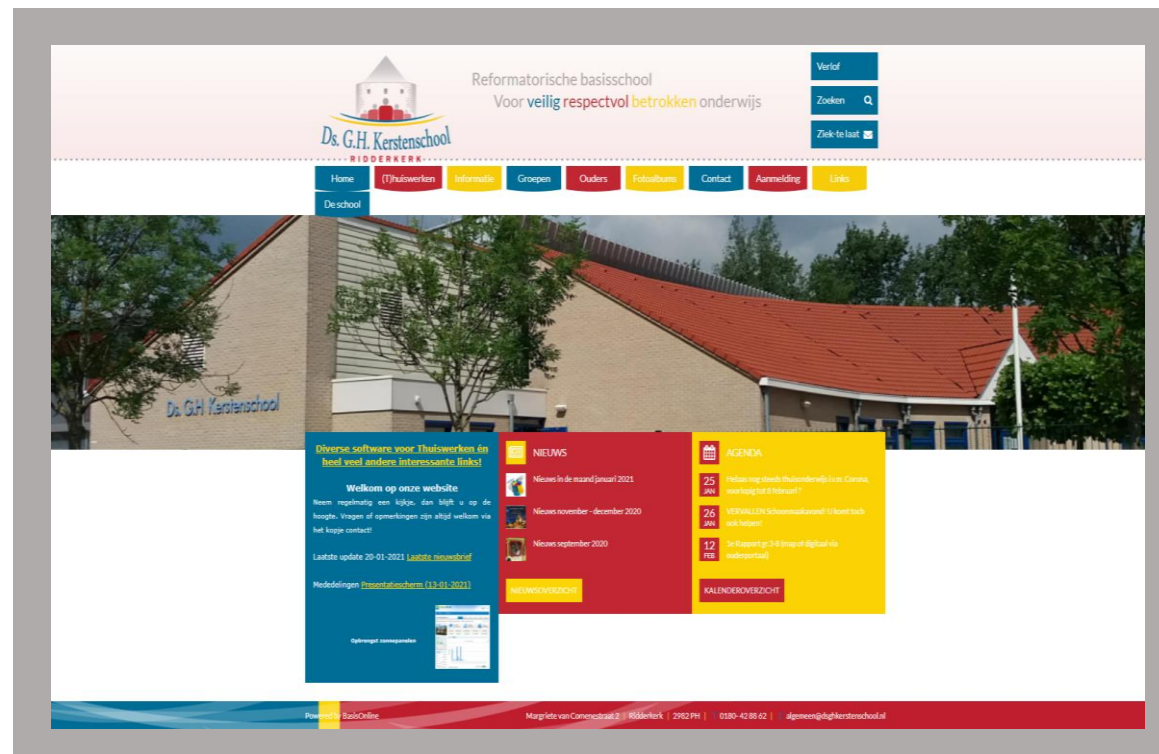 Reformatorische basisschool
Voor veilig respectvol betrokken onderwijs
Verlof
Zoeken
Ziek-te laat
Ds. G.H. Kerstenschool
RIDDERKERK
Home
(T)huiswerken
Informatie
Groepen
Ouders
Fotoalbums
Contact
Aanmelding
Links
De school
Ds. G.H Kerstenschool
Diverse software voor Thuiswerken én
heel veel andere interessante links!
Welkom op onze website
Neem regelmatig een kijkje, dan blijft u op de
hoogte. Vragen of opmerkingen zijn altijd welkom via
het kopje contact!
Laatste update 20-01-2021 Laatste nieuwsbrief
Mededelingen Presentatiescherm (13-01-2021)
Opbrengst zonnepanelen
NIEUWS
Nieuws in de maand januari 2021
Nieuws november - december 2020
Nieuws september 2020
NIEUWSOVERZICHT
AGENDA
25
JAN
Helaas nog steeds thuisonderwijs i.v.m. Corona,
voorlopig tot 8 februari ?
26
JAN
VERVALLEN Schoonmaakavond! U komt toch
ook helpen!
12
FEB
1e Rapport gr.3-8 (map of digitaal via
ouderportaal)
KALENDEROVERZICHT
Powered by BasisOnline
Margriete van Comenestraat 2 | Ridderkerk | 2982 PH | 0180- 42 88 62 | algemeen@dsghkerstenschool.nl